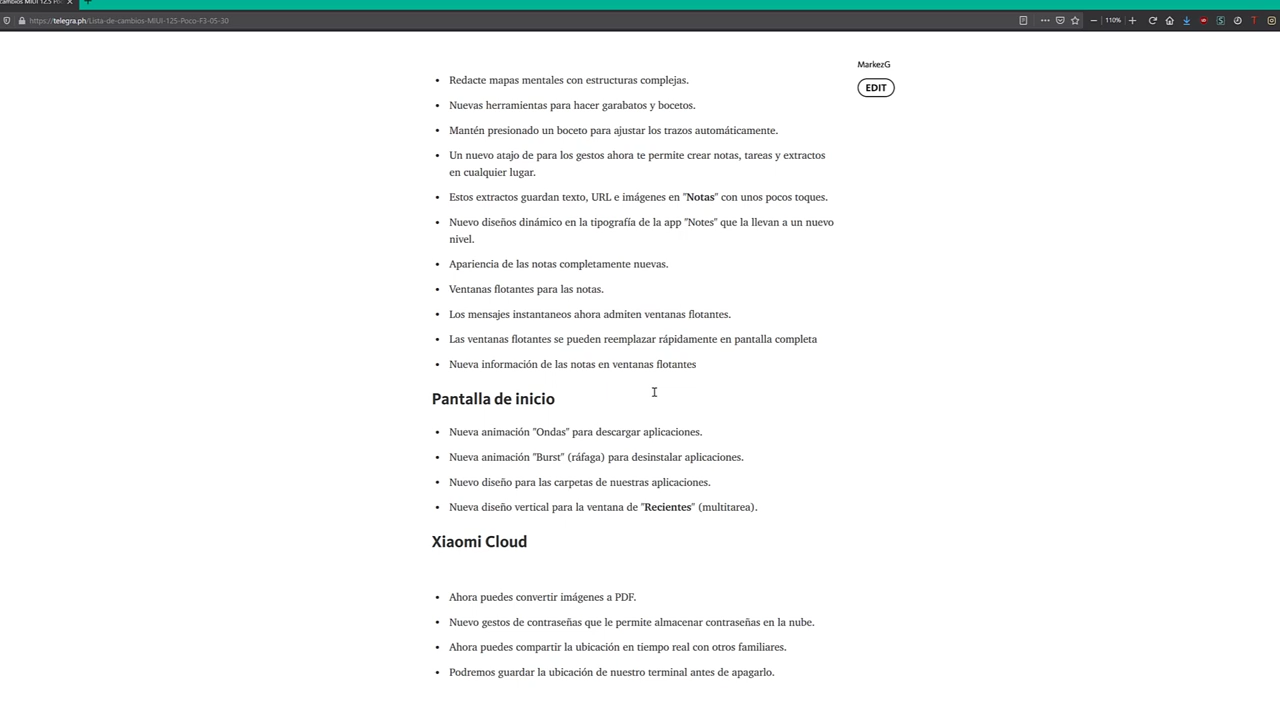 cambios MIUI 12.5 Po
https://telegra.ph/Lista-de-cambios-MIUI-125-Poco-F3-05-30
110%
MarkezG
EDIT
• Redacte mapas mentales con estructuras complejas.
• Nuevas herramientas para hacer garabatos y bocetos.
• Mantén presionado un boceto para ajustar los trazos automáticamente.
• Un nuevo atajo de para los gestos ahora te permite crear notas, tareas y extractos
en cualquier lugar.
• Estos extractos guardan texto, URL e imágenes en "Notas" con unos pocos toques.
• Nuevo diseños dinámico en la tipografía de la app "Notes" que la llevan a un nuevo
nivel.
• Apariencia de las notas completamente nuevas.
• Ventanas flotantes para las notas.
• Los mensajes instantaneos ahora admiten ventanas flotantes.
• Las ventanas flotantes se pueden reemplazar rápidamente en pantalla completa
• Nueva información de las notas en ventanas flotantes
Pantalla de inicio
• Nueva animación "Ondas" para descargar aplicaciones.
• Nueva animación "Burst" (ráfaga) para desinstalar aplicaciones.
• Nuevo diseño para las carpetas de nuestras aplicaciones.
• Nueva diseño vertical para la ventana de "Recientes" (multitarea).
Xiaomi Cloud
• Ahora puedes convertir imágenes a PDF.
• Nuevo gestos de contraseñas que le permite almacenar contraseñas en la nube.
• Ahora puedes compartir la ubicación en tiempo real con otros familiares.
• Podremos guardar la ubicación de nuestro terminal antes de apagarlo.